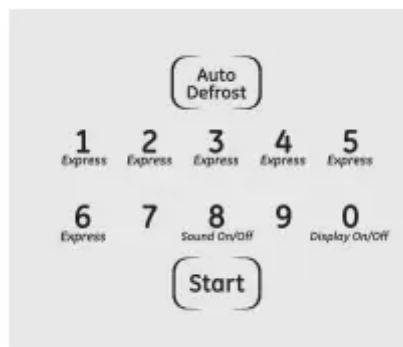 Auto
Defrost
1 2 3 4 5
Express Express Express Express Express
6 7 8 9 0
Express Sound On/Off Display On/Off
Start